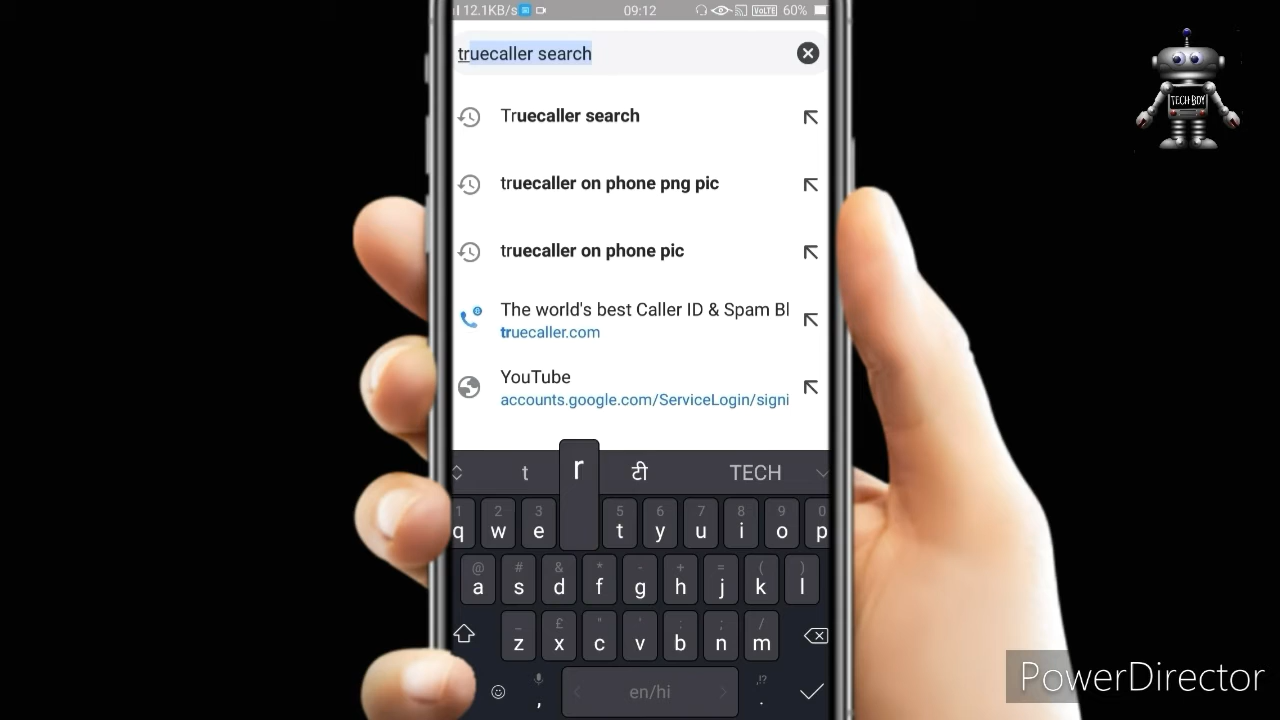 12.1KB/s 09:12 VoLTE 60%
truecaller search
Truecaller search
truecaller on phone png pic
truecaller on phone pic
The world's best Caller ID & Spam Bl
truecaller.com
YouTube
accounts.google.com/ServiceLogin/signi
t r टी TECH
1 2 3 5 6 7 8 9 0
q w e t y u i o p
@ # & * - + = ( )
a s d f g h j k l
_ £ " ' : ; /
z x c v b n m
en/hi
, ,!? .
TECH BOY
PowerDirector